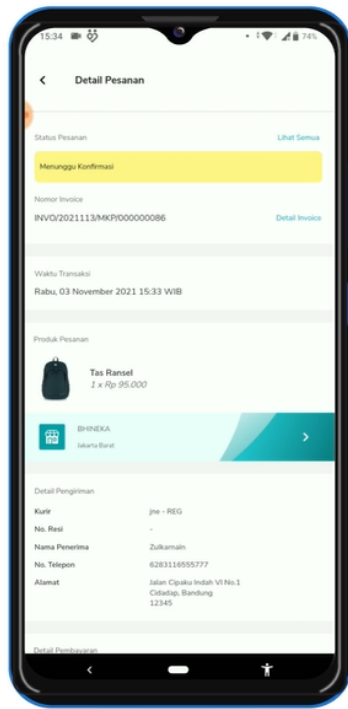 15:34
74%
Detail Pesanan
Status Pesanan
Lihat Semua
Menunggu Konfirmasi
Nomor Invoice
INVO/2021113/MKP/000000086
Detail Invoice
Waktu Transaksi
Rabu, 03 November 2021 15:33 WIB
Produk Pesanan
Tas Ransel
1 x Rp 95.000
BHINEKA
Jakarta Barat
Detail Pengiriman
Kurir jne - REG
No. Resi -
Nama Penerima Zulkarnain
No. Telepon 6283116555777
Alamat Jalan Cipaku Indah VI No.1
Cidadap, Bandung
12345
Detail Pembayaran